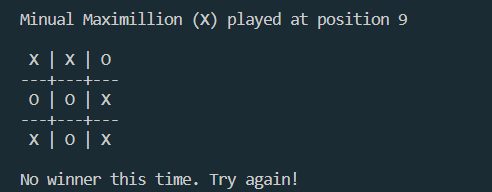 Minual Maximillion (X) played at position 9
X | X | O
---+---+---
O | O | X
---+---+---
X | O | X
No winner this time. Try again!